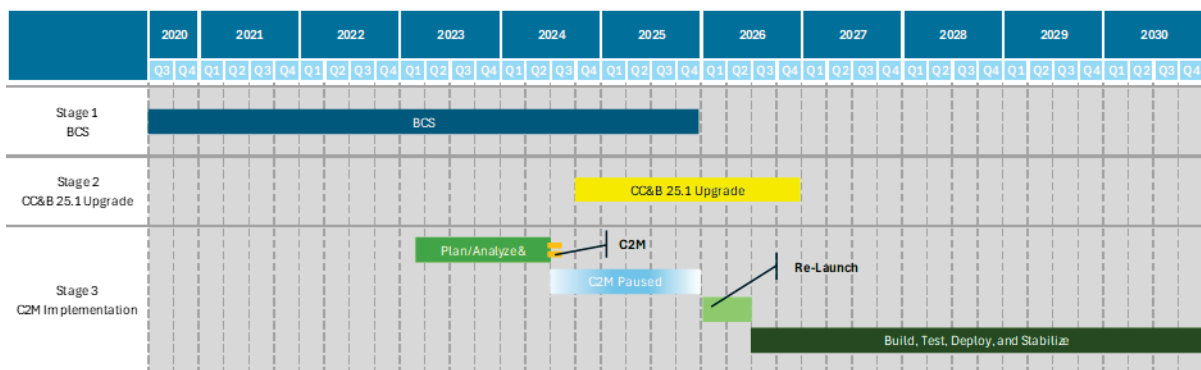 2020 2021 2022 2023 2024 2025 2026 2027 2028 2029 2030
Q3 Q4 Q1 Q2 Q3 Q4 Q1 Q2 Q3 Q4 Q1 Q2 Q3 Q4 Q1 Q2 Q3 Q4 Q1 Q2 Q3 Q4 Q1 Q2 Q3 Q4 Q1 Q2 Q3 Q4 Q1 Q2 Q3 Q4 Q1 Q2 Q3 Q4 Q1 Q2 Q3 Q4
Stage 1
BCS
BCS
Stage 2
CC&B 25.1 Upgrade
CC&B 25.1 Upgrade
Stage 3
C2M Implementation
Plan/Analyze &
C2M
C2M Paused
Re-Launch
Build, Test, Deploy, and Stabilize